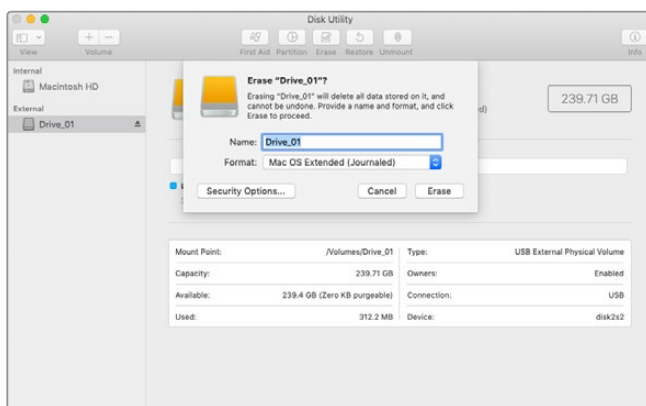 Disk Utility
View
Volume
First Aid Partition Erase Restore Unmount
Info
Internal
Macintosh HD
External
Drive_01
Erase "Drive_01"?
Erasing "Drive_01" will delete all data stored on it, and
cannot be undone. Provide a name and format, and click
Erase to proceed.
Name: Drive_01
Format: Mac OS Extended (Journaled)
Security Options... Cancel Erase
239.71 GB
Mount Point: /Volumes/Drive_01 Type: USB External Physical Volume
Capacity: 239.71 GB Owners: Enabled
Available: 239.4 GB (Zero KB purgeable) Connection: USB
Used: 312.2 MB Device: disk2s2